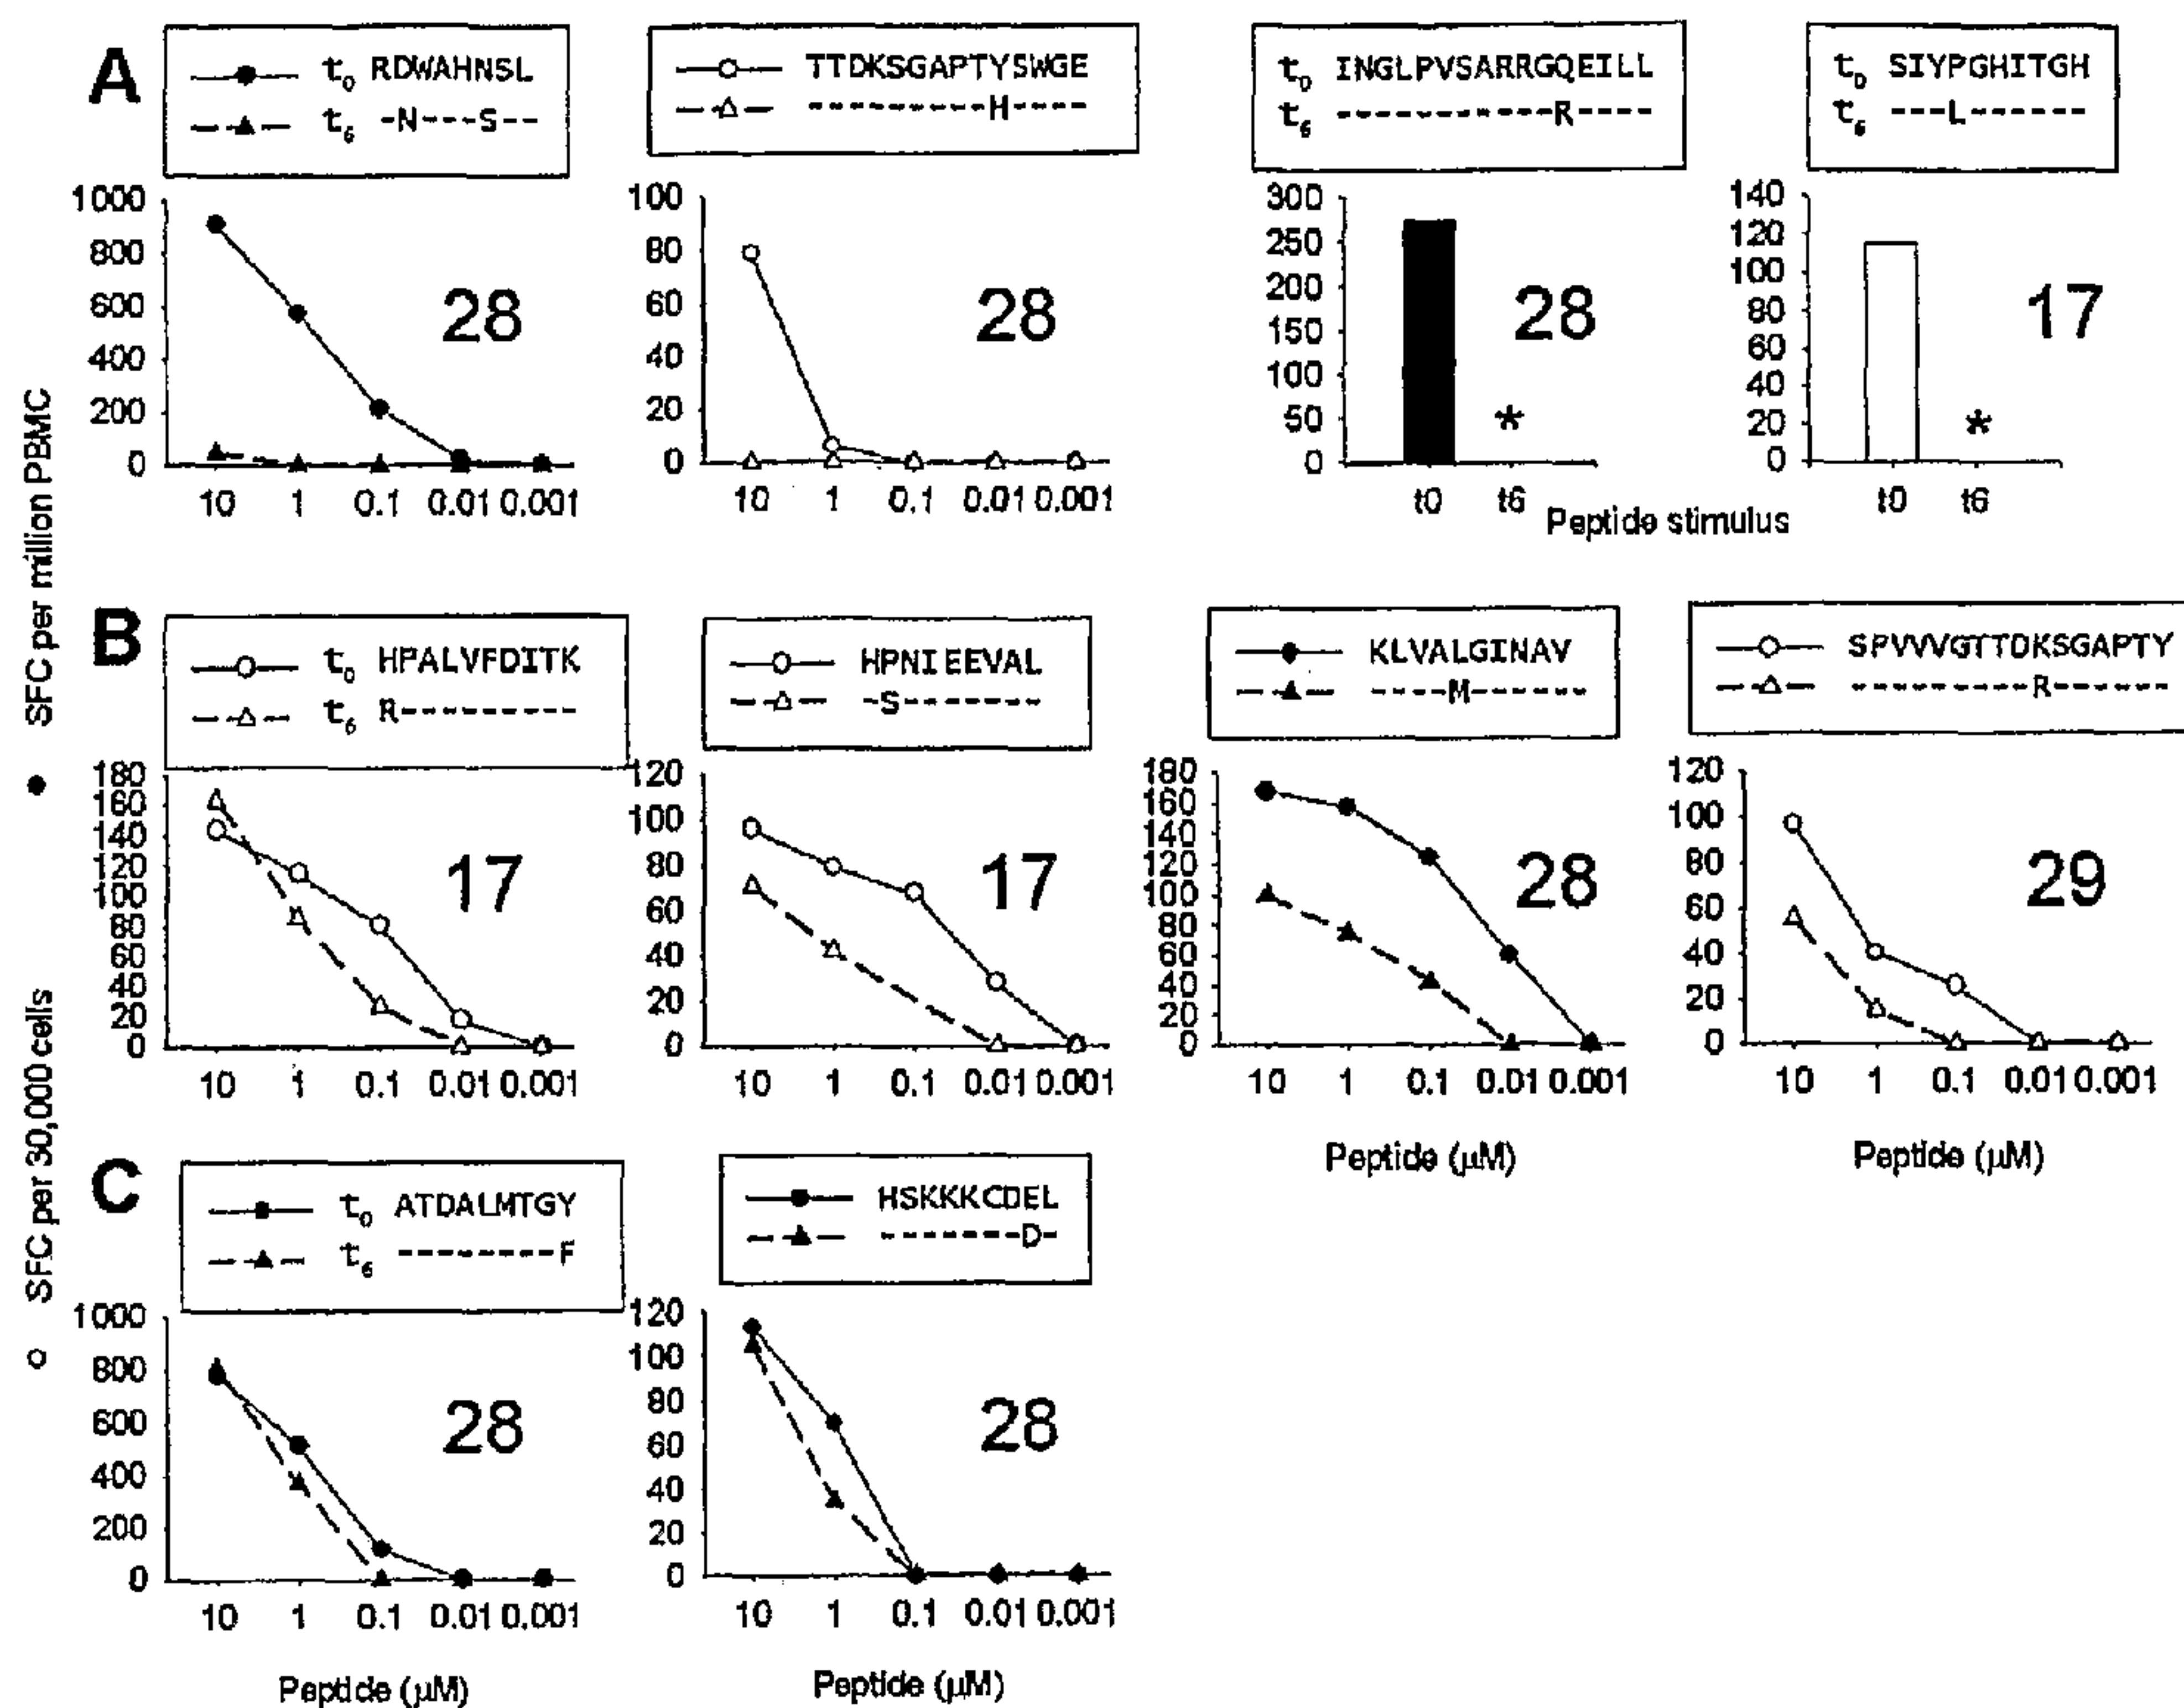 A
t0 RDWAHNSL
t6 -N---S--
TTDKSGAPTYSWGE
---------H----
t0 INGLPVSARRGQEILL
t6 -----------R----
t0 SIYPGHITGH
t6 ---L------
1000
800
600
400
200
0
28
10 1 0.1 0.01 0.001
100
80
60
40
20
0
28
10 1 0.1 0.01 0.001
300
250
200
150
100
50
0
28
*
t0 t6
140
120
100
80
60
40
20
0
17
*
t0 t6
Peptide stimulus
B
t0 HPALVFDITK
t6 R---------
HPNIEEVAL
-S-------
KLVALGINAV
----M------
SPVVVGTTDKSGAPTY
---------R------
180
160
140
120
100
80
60
40
20
0
17
10 1 0.1 0.01 0.001
120
100
80
60
40
20
0
17
10 1 0.1 0.01 0.001
180
160
140
120
100
80
60
40
20
0
28
10 1 0.1 0.01 0.001
Peptide (µM)
120
100
80
60
40
20
0
29
10 1 0.1 0.01 0.001
Peptide (µM)
C
t0 ATDALMTGY
t6 --------F
HSKKKCDEL
-------D-
1000
800
600
400
200
0
28
10 1 0.1 0.01 0.001
Peptide (µM)
120
100
80
60
40
20
0
28
10 1 0.1 0.01 0.001
Peptide (µM)
○ SFC per 30,000 cells ● SFC per million PBMC